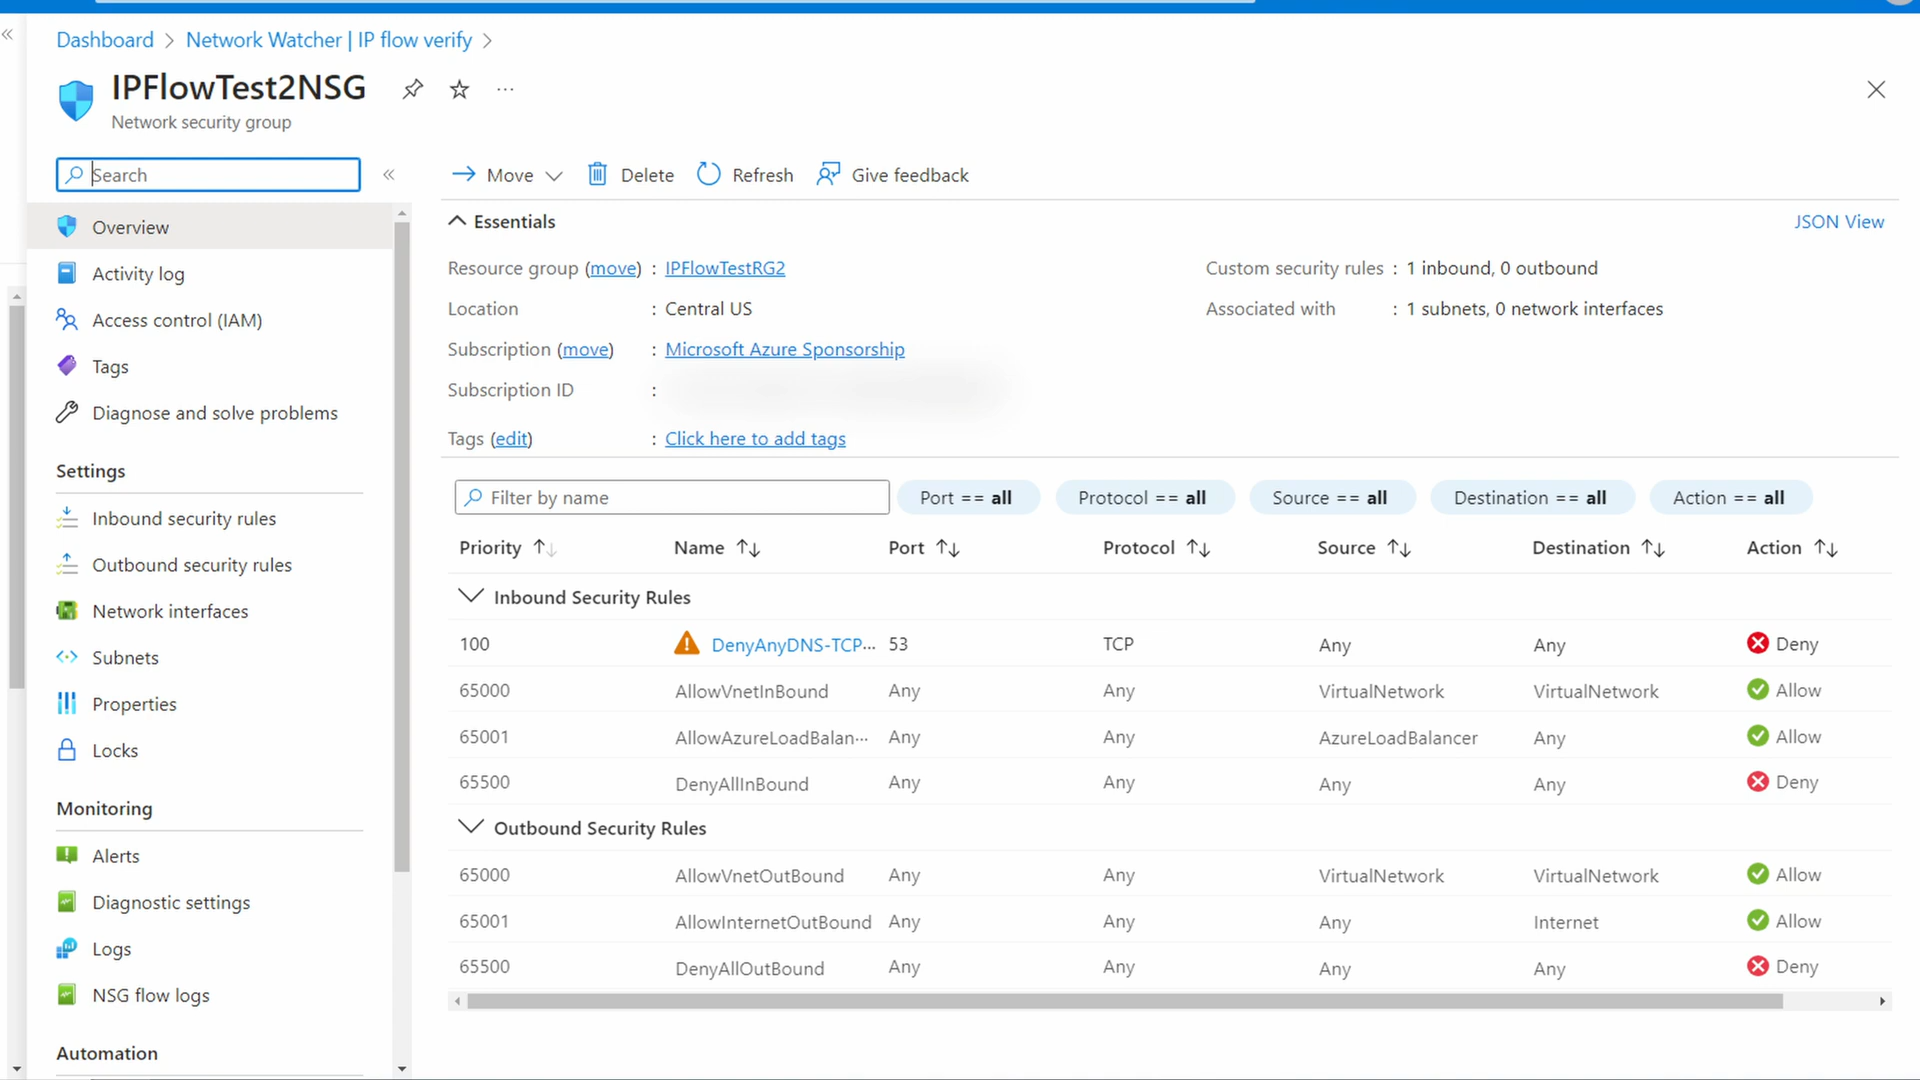 Dashboard > Network Watcher | IP flow verify >
IPFlowTest2NSG
Network security group
Search
Overview
Activity log
Access control (IAM)
Tags
Diagnose and solve problems
Settings
Inbound security rules
Outbound security rules
Network interfaces
Subnets
Properties
Locks
Monitoring
Alerts
Diagnostic settings
Logs
NSG flow logs
Automation
Move Delete Refresh Give feedback
Essentials JSON View
Resource group (move) : IPFlowTestRG2
Location : Central US
Subscription (move) : Microsoft Azure Sponsorship
Subscription ID :
Tags (edit) : Click here to add tags
Custom security rules : 1 inbound, 0 outbound
Associated with : 1 subnets, 0 network interfaces
Filter by name Port == all Protocol == all Source == all Destination == all Action == all
Priority Name Port Protocol Source Destination Action
Inbound Security Rules
100 DenyAnyDNS-TCP... 53 TCP Any Any Deny
65000 AllowVnetInBound Any Any VirtualNetwork VirtualNetwork Allow
65001 AllowAzureLoadBalan... Any Any AzureLoadBalancer Any Allow
65500 DenyAllInBound Any Any Any Any Deny
Outbound Security Rules
65000 AllowVnetOutBound Any Any VirtualNetwork VirtualNetwork Allow
65001 AllowInternetOutBound Any Any Any Internet Allow
65500 DenyAllOutBound Any Any Any Any Deny